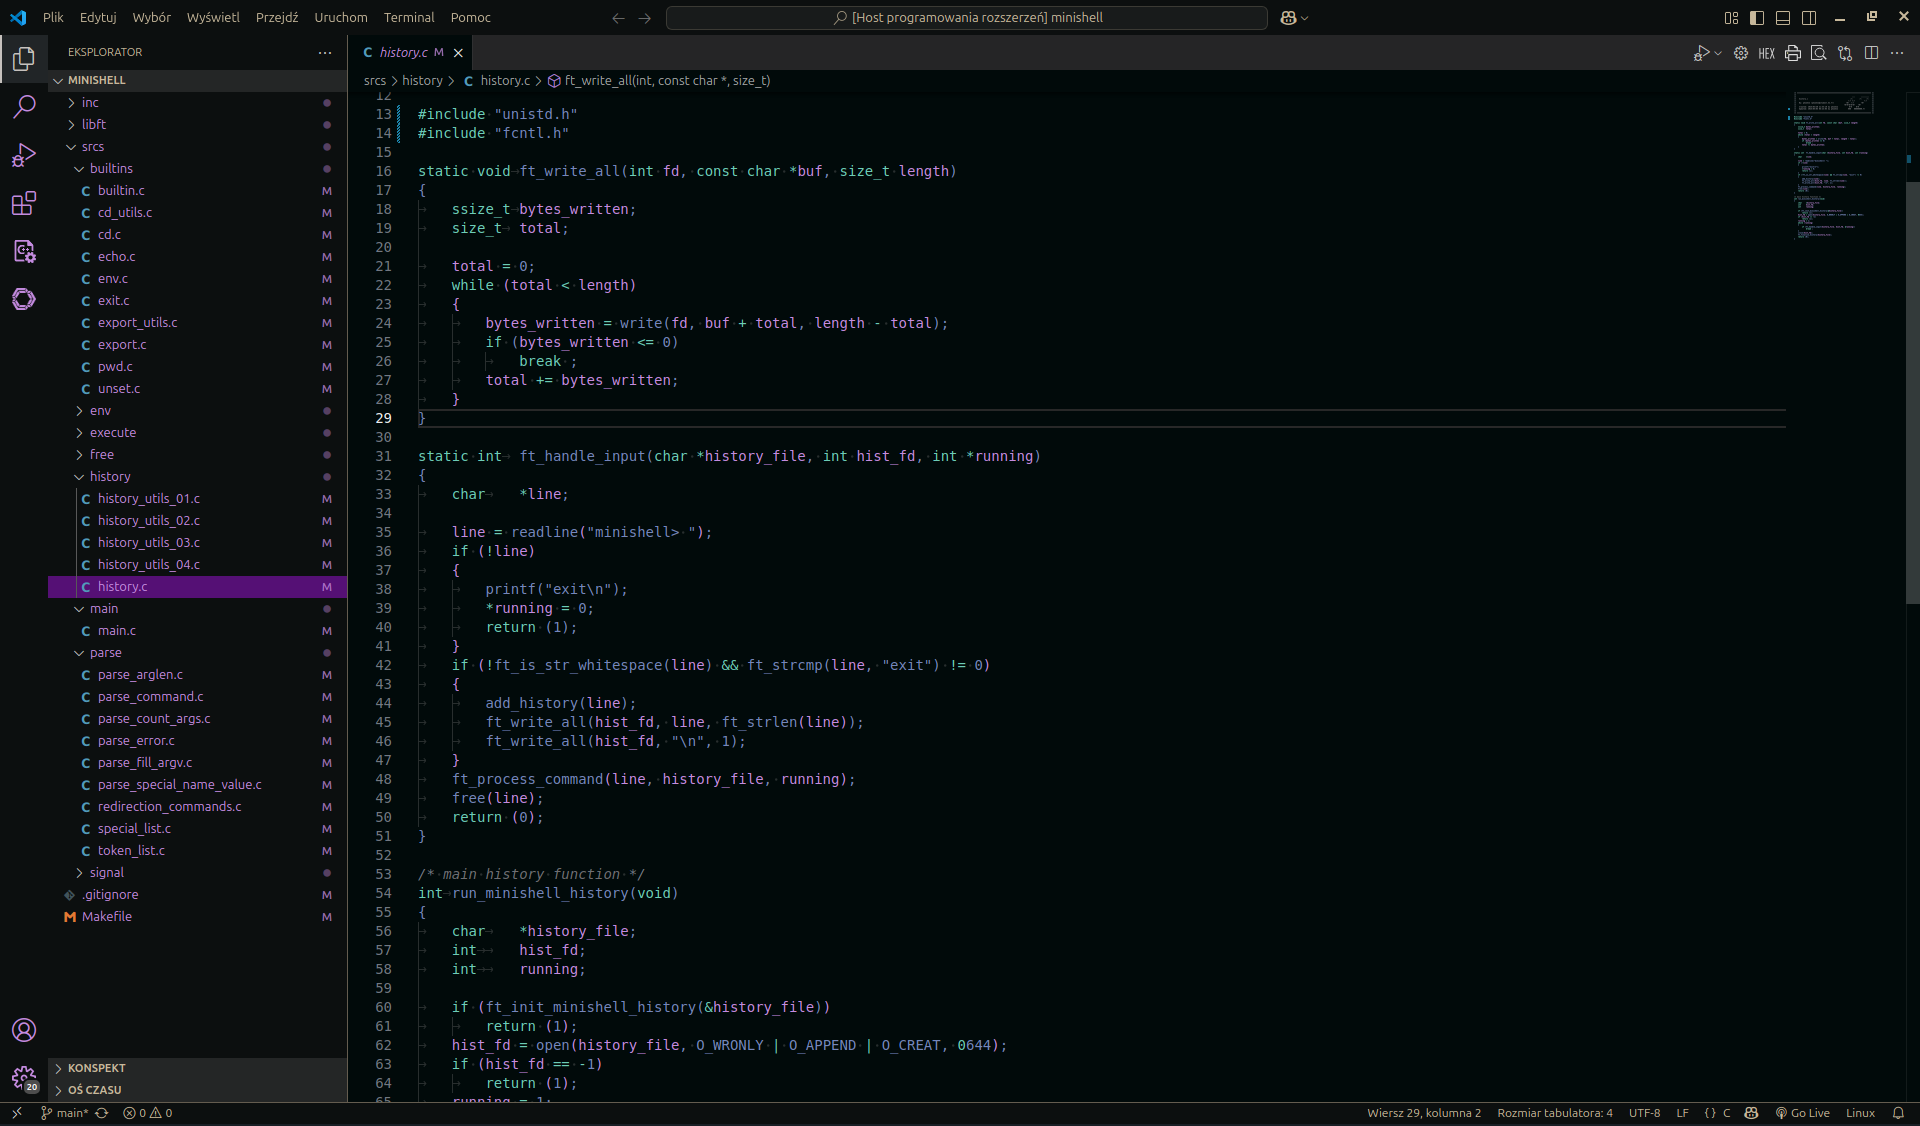 Plik Edytuj Wybór Wyświetl Przejdź Uruchom Terminal Pomoc
[Host programowania rozszerzeń] minishell
EKSPLORATOR
MINISHELL
inc
libft
srcs
builtins
builtin.c M
cd_utils.c M
cd.c M
echo.c M
env.c M
exit.c M
export_utils.c M
export.c M
pwd.c M
unset.c M
env
execute
free
history
history_utils_01.c M
history_utils_02.c M
history_utils_03.c M
history_utils_04.c M
history.c M
main
main.c M
parse
parse_arglen.c M
parse_command.c M
parse_count_args.c M
parse_error.c M
parse_fill_argv.c M
parse_special_name_value.c M
redirection_commands.c M
special_list.c M
token_list.c M
signal
.gitignore M
Makefile M
KONSPEKT
OŚ CZASU
20
C history.c M
HEX
srcs > history > C history.c > ft_write_all(int, const char *, size_t)
12
13 #include "unistd.h"
14 #include "fcntl.h"
15
16 static void ft_write_all(int fd, const char *buf, size_t length)
17 {
18 ssize_t bytes_written;
19 size_t total;
20
21 total = 0;
22 while (total < length)
23 {
24 bytes_written = write(fd, buf + total, length - total);
25 if (bytes_written <= 0)
26 break ;
27 total += bytes_written;
28 }
29 }
30
31 static int ft_handle_input(char *history_file, int hist_fd, int *running)
32 {
33 char *line;
34
35 line = readline("minishell> ");
36 if (!line)
37 {
38 printf("exit\n");
39 *running = 0;
40 return (1);
41 }
42 if (!ft_is_str_whitespace(line) && ft_strcmp(line, "exit") != 0)
43 {
44 add_history(line);
45 ft_write_all(hist_fd, line, ft_strlen(line));
46 ft_write_all(hist_fd, "\n", 1);
47 }
48 ft_process_command(line, history_file, running);
49 free(line);
50 return (0);
51 }
52
53 /* main history function */
54 int run_minishell_history(void)
55 {
56 char *history_file;
57 int hist_fd;
58 int running;
59
60 if (ft_init_minishell_history(&history_file))
61 return (1);
62 hist_fd = open(history_file, O_WRONLY | O_APPEND | O_CREAT, 0644);
63 if (hist_fd == -1)
64 return (1);
65 running = 1;
main* 0 0
Wiersz 29, kolumna 2 Rozmiar tabulatora: 4 UTF-8 LF {} C Go Live Linux